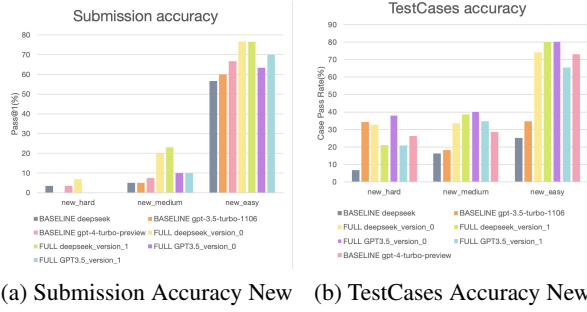 Submission accuracy
Pass@1(%)
80
70
60
50
40
30
20
10
0
new_hard new_medium new_easy
BASELINE deepseek BASELINE gpt-3.5-turbo-1106
BASELINE gpt-4-turbo-preview FULL deepseek_version_0
FULL deepseek_version_1 FULL GPT3.5_version_0
FULL GPT3.5_version_1
(a) Submission Accuracy New
TestCases accuracy
Case Pass Rate(%)
90
80
70
60
50
40
30
20
10
0
new_hard new_medium new_easy
BASELINE deepseek BASELINE gpt-3.5-turbo-1106
FULL deepseek_version_0 FULL deepseek_version_1
FULL GPT3.5_version_0 FULL GPT3.5_version_1
BASELINE gpt-4-turbo-preview
(b) TestCases Accuracy New